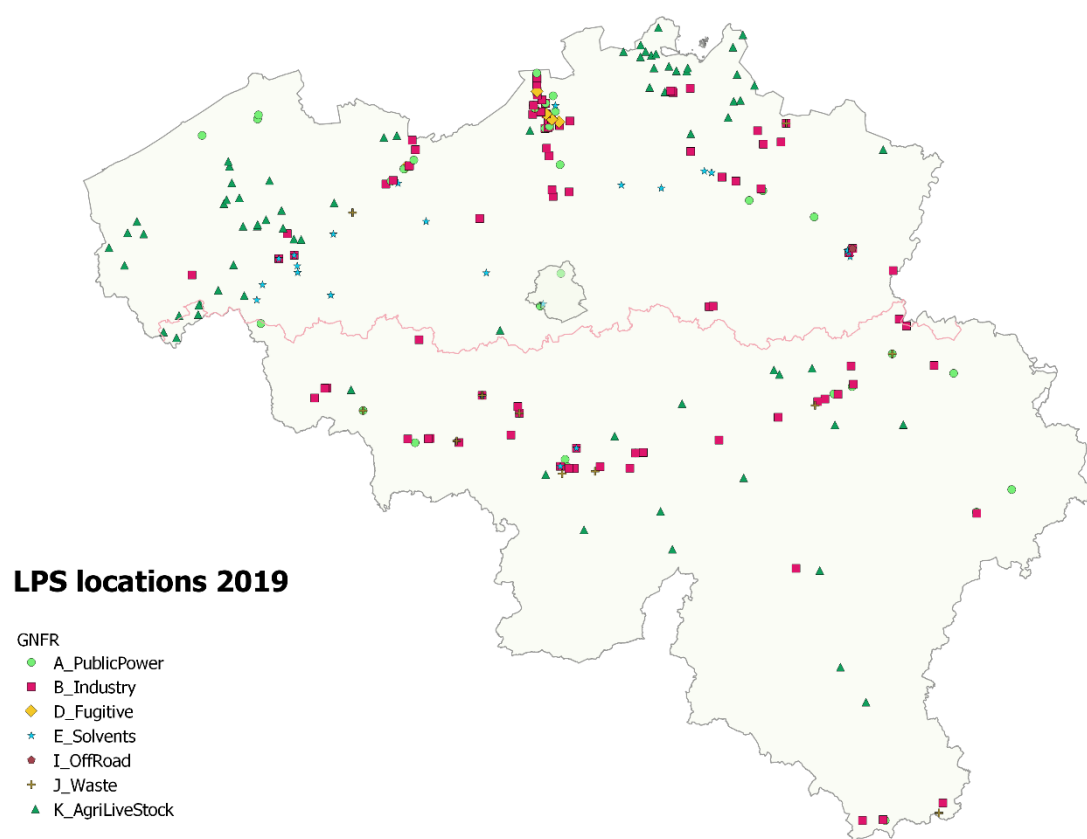 LPS locations 2019
GNFR
A_PublicPower
B_Industry
D_Fugitive
E_Solvents
I_OffRoad
J_Waste
K_AgriLiveStock